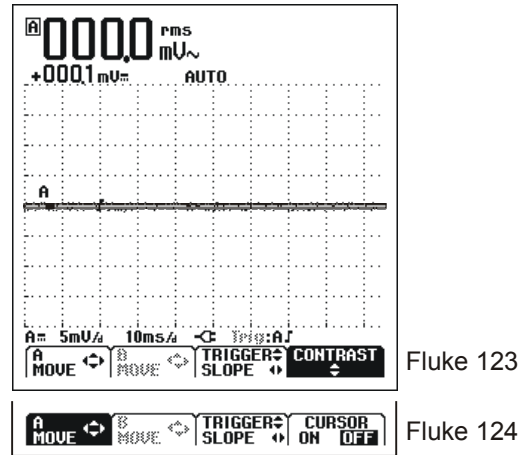 A 000.0 rms mV~
+000.1 mV⎓ AUTO
A
A⎓ 5mV/d 10ms/d Trig:A
A MOVE B MOVE TRIGGER SLOPE CONTRAST
Fluke 123
A MOVE B MOVE TRIGGER SLOPE CURSOR ON OFF
Fluke 124